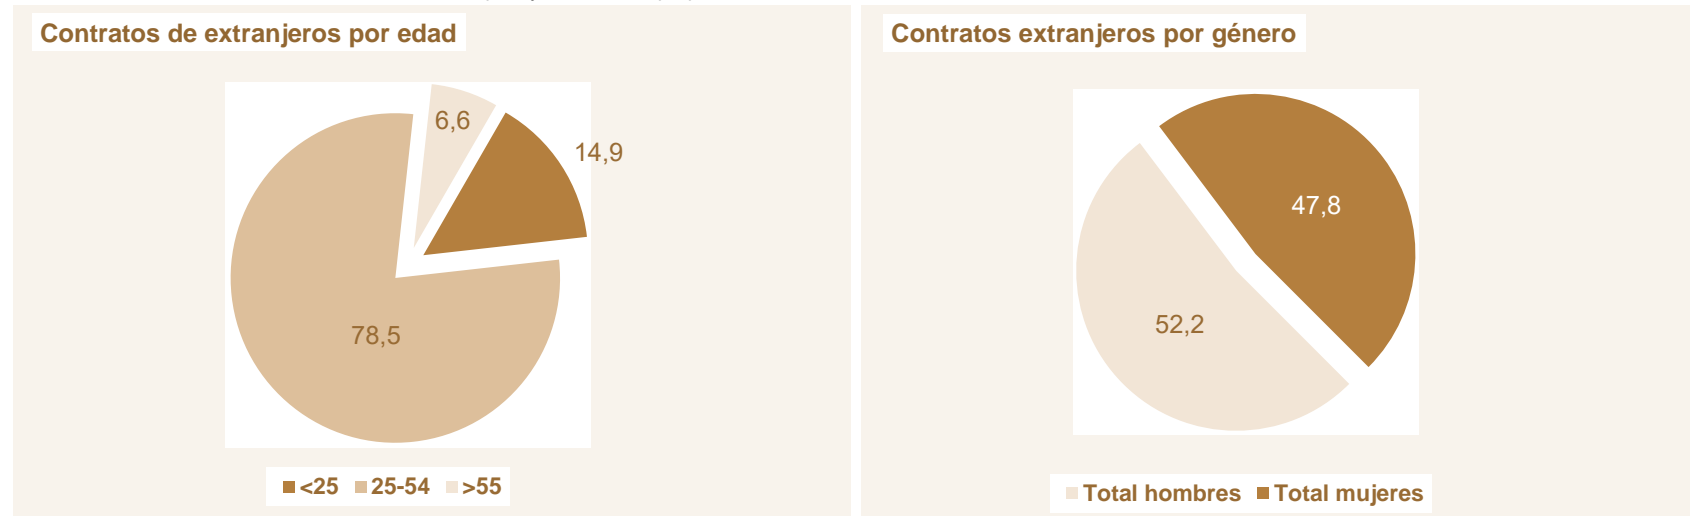 Contratos de extranjeros por edad
6,6
14,9
78,5
<25 25-54 >55
Contratos extranjeros por género
47,8
52,2
Total hombres Total mujeres